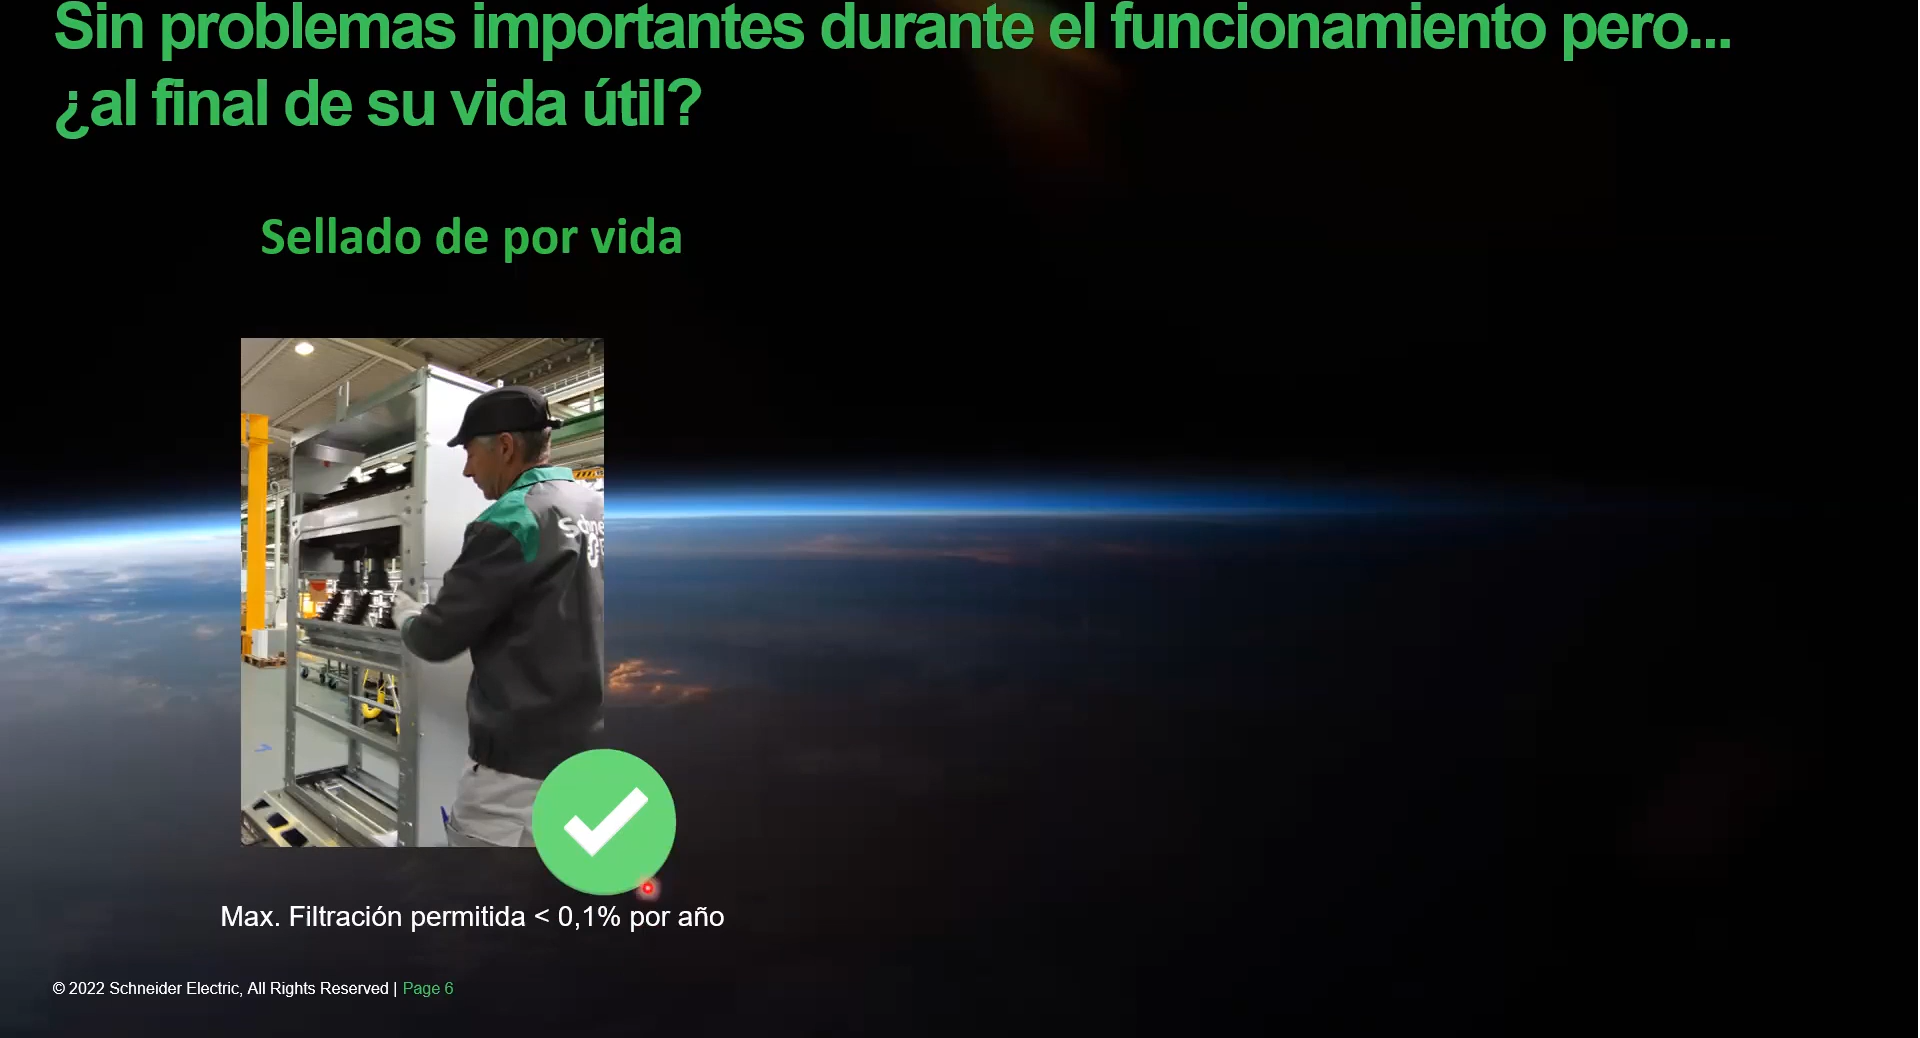 Sin problemas importantes durante el funcionamiento pero...
¿al final de su vida útil?
Sellado de por vida
Max. Filtración permitida < 0,1% por año
© 2022 Schneider Electric, All Rights Reserved | Page 6